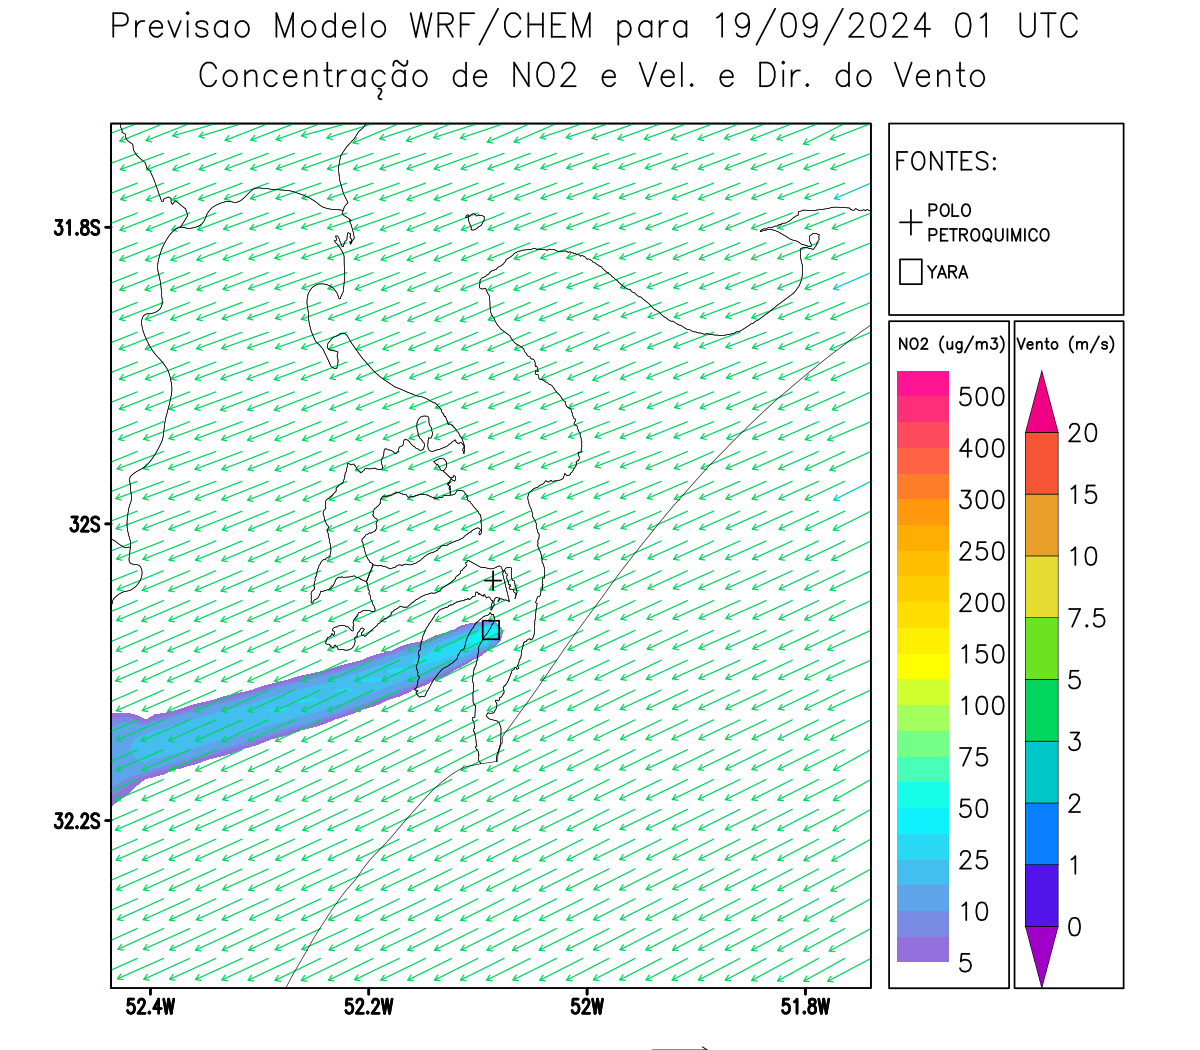 Previsao Modelo WRF/CHEM para 19/09/2024 01 UTC
Concentração de NO2 e Vel. e Dir. do Vento
FONTES:
POLO
PETROQUIMICO
YARA
NO2 (ug/m3)
Vento (m/s)
500
400
300
250
200
150
100
75
50
25
10
5
20
15
10
7.5
5
3
2
1
0
31.8S
32S
32.2S
52.4W
52.2W
52W
51.8W